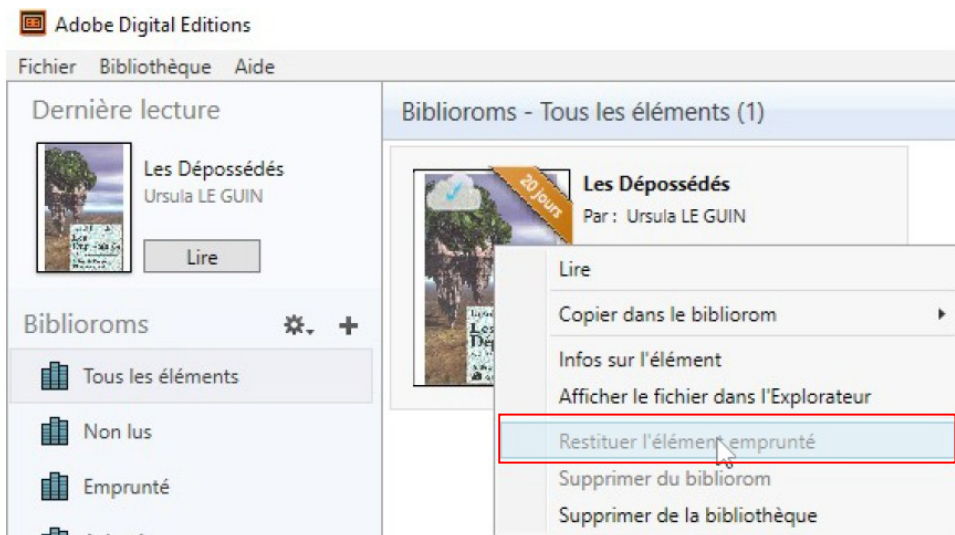 Adobe Digital Editions
Fichier Bibliothèque Aide
Dernière lecture
Les Dépossédés
Ursula LE GUIN
Lire
Biblioroms
Tous les éléments
Non lus
Emprunté
Biblioroms - Tous les éléments (1)
20 jours
Les Dépossédés
Par : Ursula LE GUIN
Lire
Copier dans le bibliorom
Infos sur l'élément
Afficher le fichier dans l'Explorateur
Restituer l'élément emprunté
Supprimer du bibliorom
Supprimer de la bibliothèque